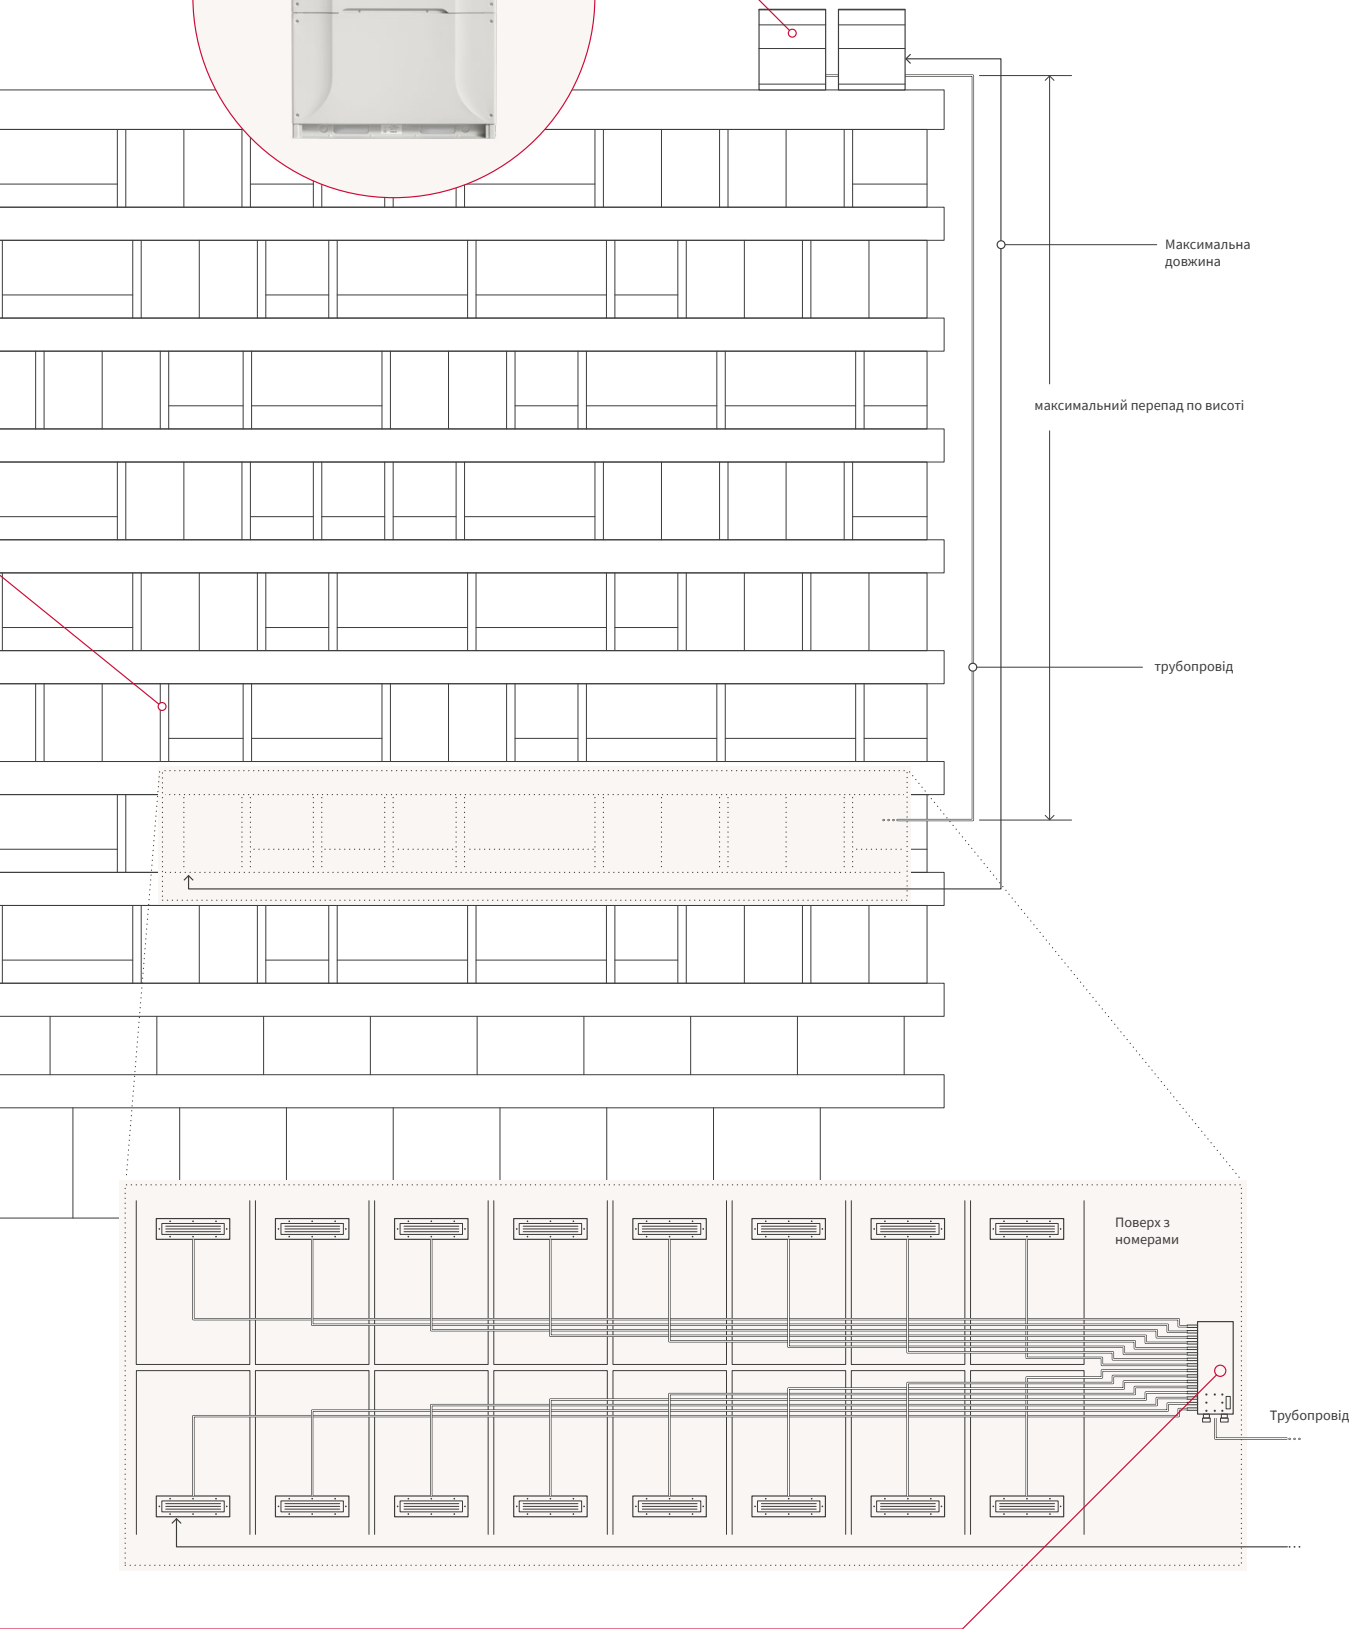 Максимальна
довжина
максимальний перепад по висоті
трубопровід
Поверх з
номерами
Трубопровід